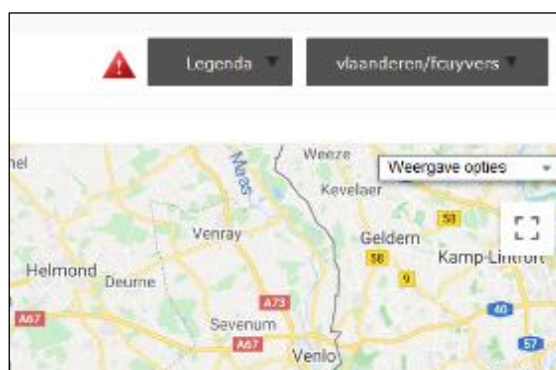 Legenda
vlaanderen/fcuyvers
Weergave opties
nel
Maas
Weeze
Kevelaer
58
Venray
Geldern
58
Kamp-Lintfort
Helmond
Deurne
9
A73
40
A67
Sevenum
A67
57
Venlo